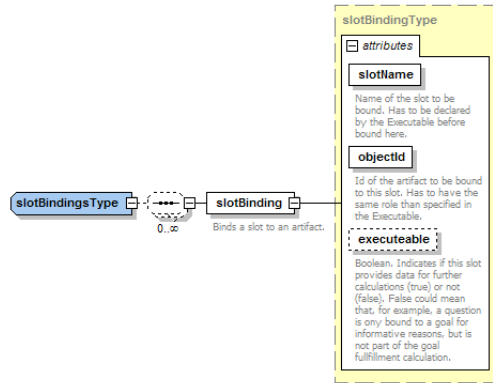 slotBindingType
attributes
slotName
Name of the slot to be
bound. Has to be declared
by the Executable before
bound here.
objectId
Id of the artifact to be bound
to this slot. Has to have the
same role than specified in
the Executable.
slotBindingsType
0..∞
slotBinding
Binds a slot to an artifact.
executeable
Boolean. Indicates if this slot
provides data for further
calculations (true) or not
(false). False could mean
that, for example, a question
is ony bound to a goal for
informative reasons, but is
not part of the goal
fullfillment calculation.